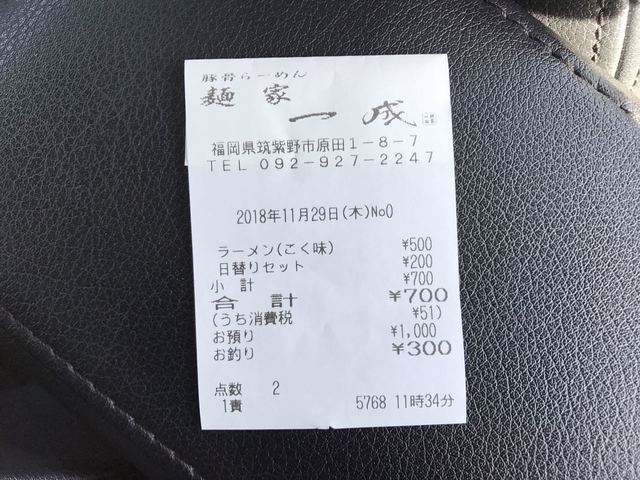 豚骨らーめん
麺家
一成
福岡県筑紫野市原田1-8-7
TEL 092-927-2247
2018年11月29日(木)No0
ラーメン(こく味) ¥500
日替りセット ¥200
小計 ¥700
合計 ¥700
(うち消費税 ¥51)
お預り ¥1,000
お釣り ¥300
点数 2
1責 5768 11時34分